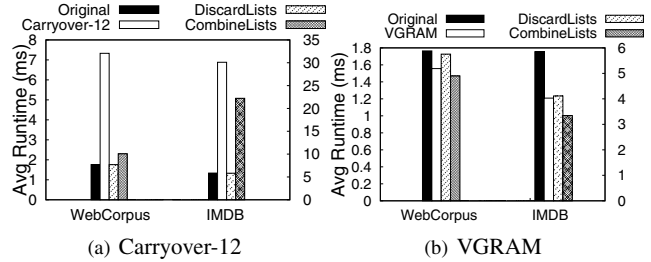 Original DiscardLists
Carryover-12 CombineLists
Avg Runtime (ms)
8 35
7 30
6 25
5 20
4
3 15
2 10
1 5
0 0
WebCorpus IMDB
(a) Carryover-12
Original DiscardLists
VGRAM CombineLists
Avg Runtime (ms)
1.8 6
1.6 5
1.4
1.2 4
1 3
0.8
0.6 2
0.4 1
0.2
0 0
WebCorpus IMDB
(b) VGRAM